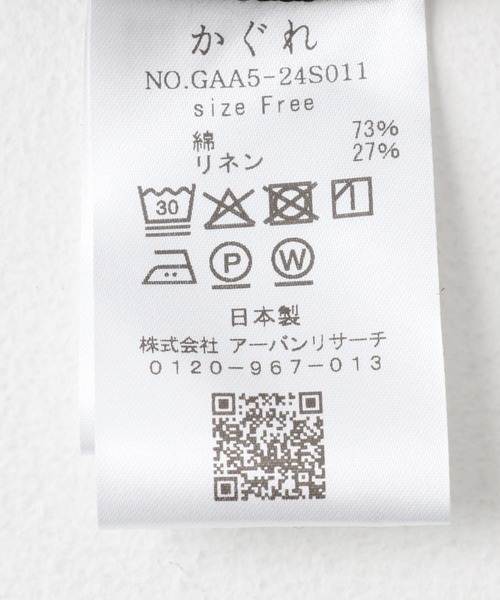 かぐれ
NO.GAA5-24S011
size Free
綿 73%
リネン 27%
30
P W
日本製
株式会社 アーバンリサーチ
0120-967-013